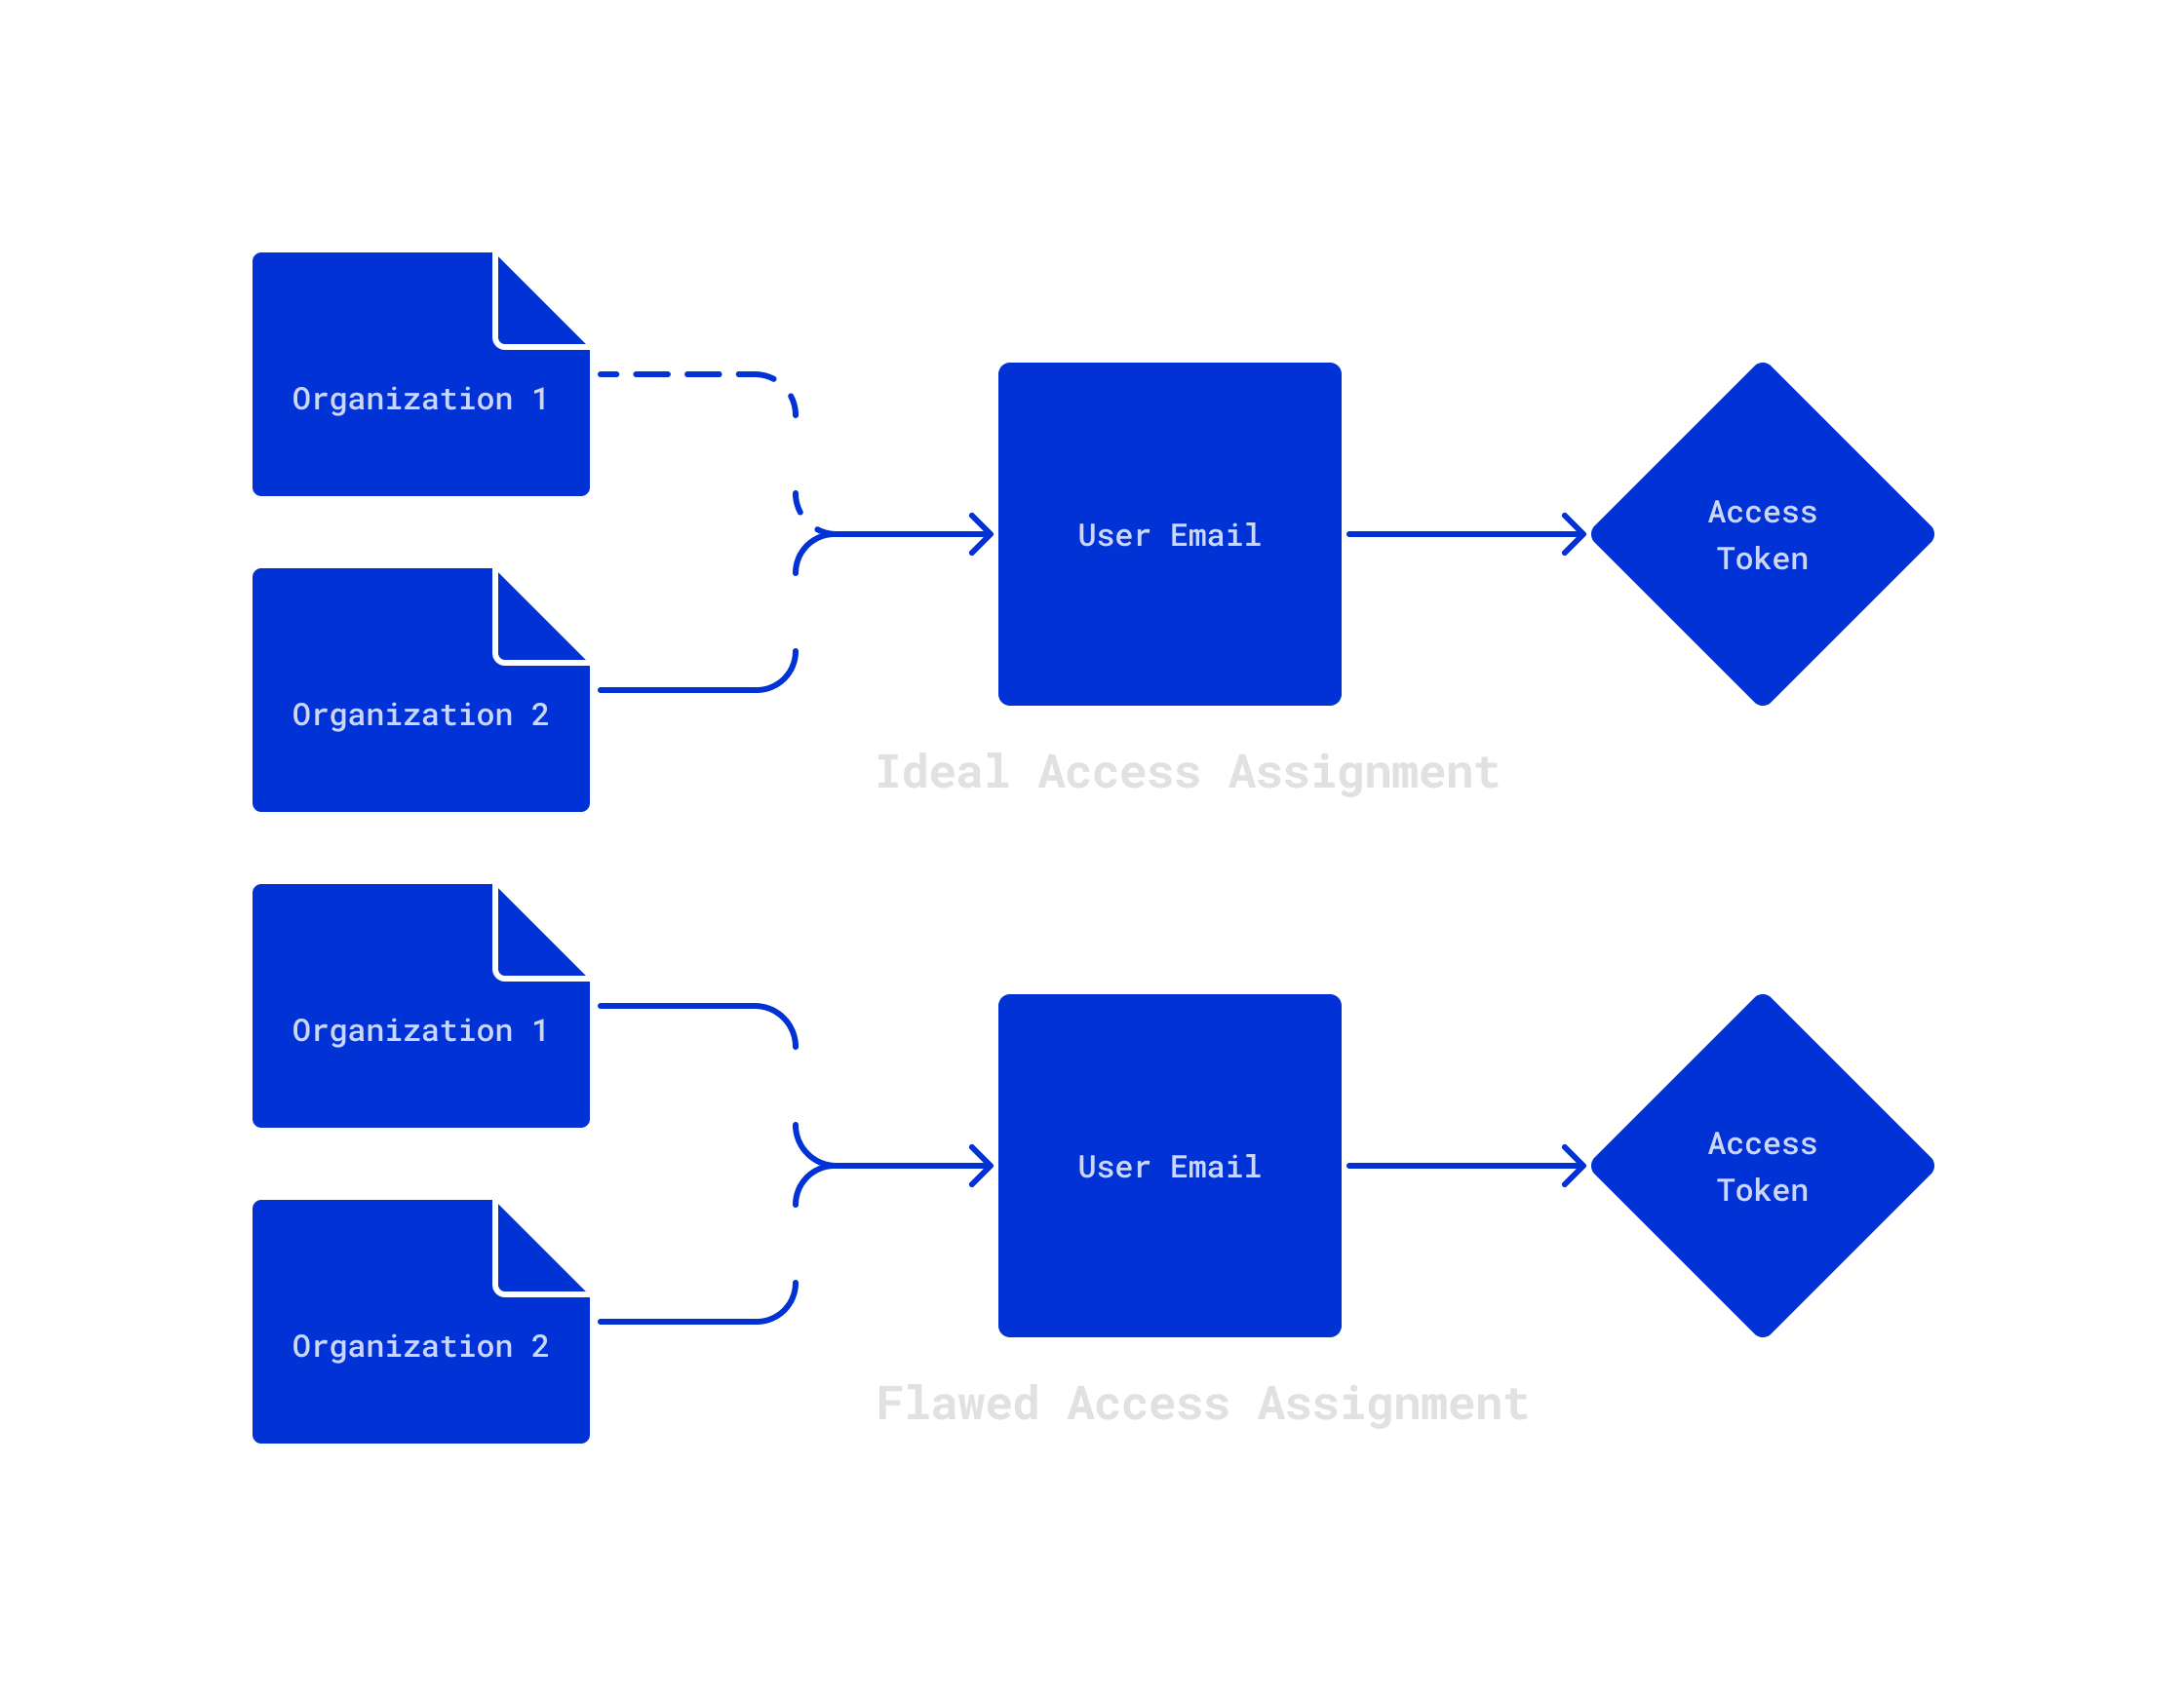 Organization 1
Organization 2
User Email
Access
Token
Ideal Access Assignment
Organization 1
Organization 2
User Email
Access
Token
Flawed Access Assignment